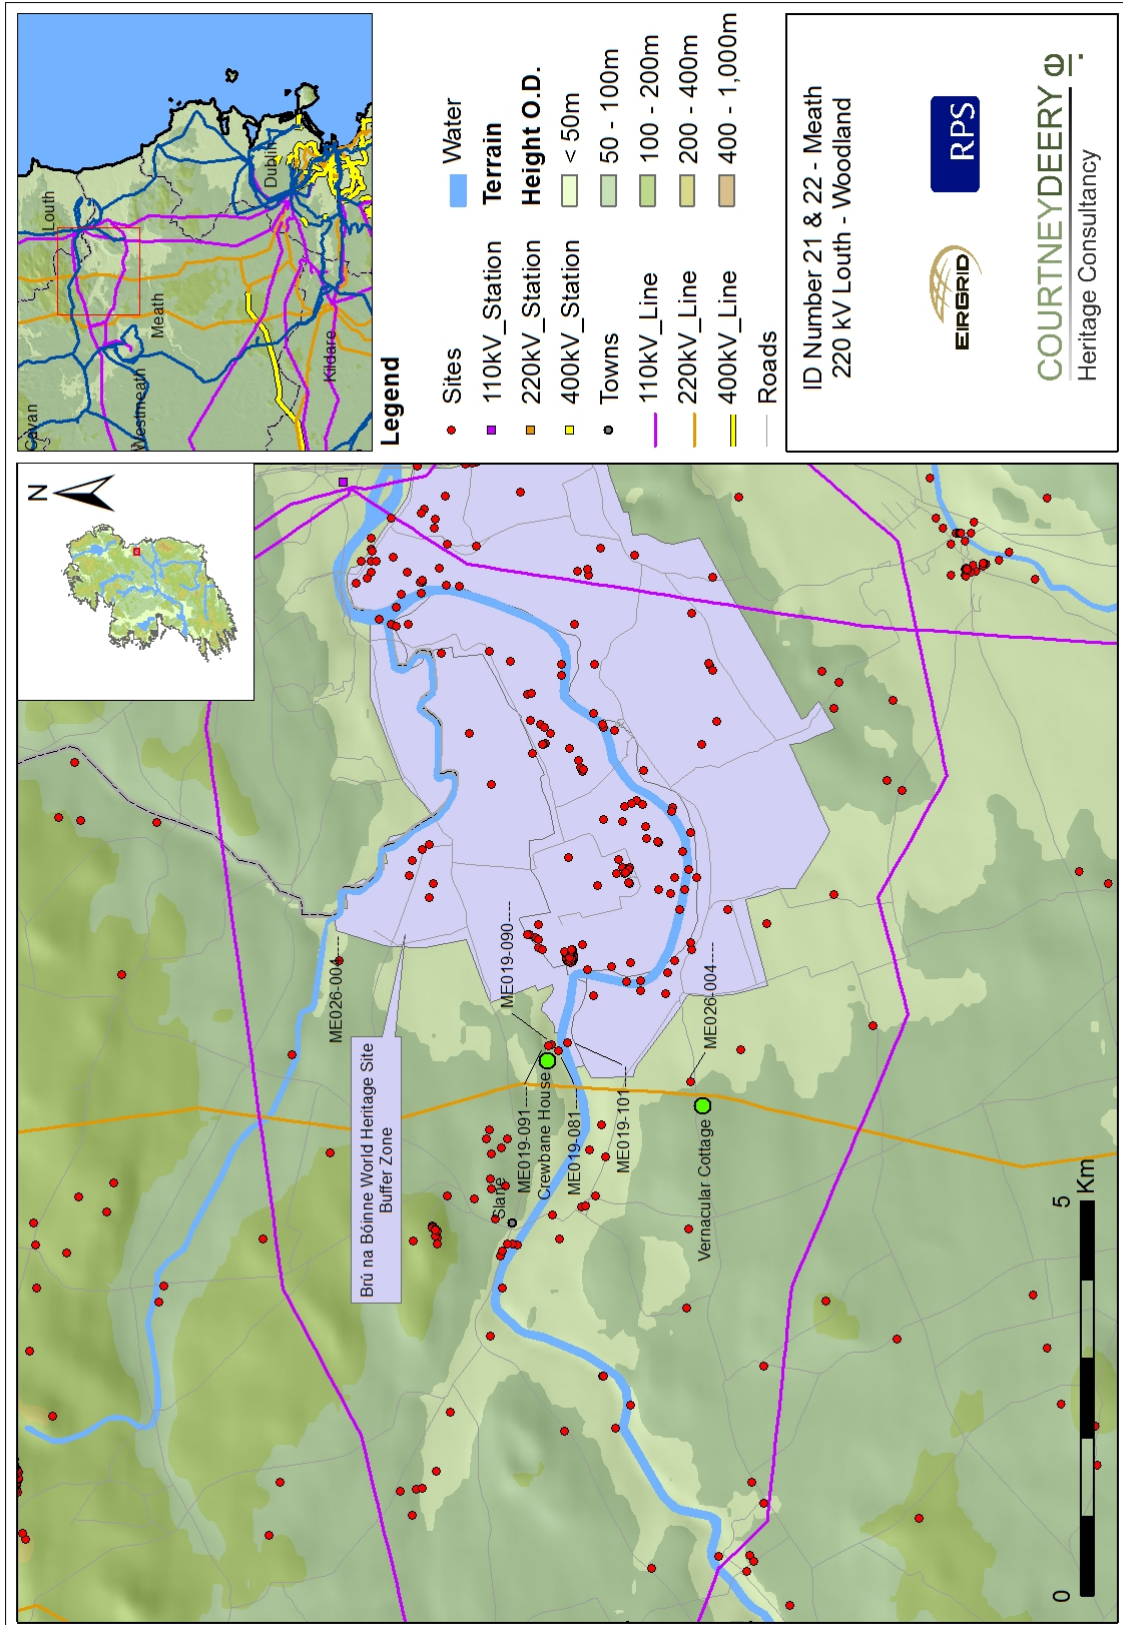 N
ME026-004----
Brú na Bóinne World Heritage Site
Buffer Zone
ME019-090----
Slane
ME019-091----
Crewbane House
ME019-081----
ME019-101----
ME026-004----
Vernacular Cottage
0
5
Km
Cavan
Louth
Meath
Westmeath
Dublin
Kildare
Legend
Sites
110kV_Station
220kV_Station
400kV_Station
Towns
110kV_Line
220kV_Line
400kV_Line
Roads
Water
Terrain
Height O.D.
< 50m
50 - 100m
100 - 200m
200 - 400m
400 - 1,000m
ID Number 21 & 22 - Meath
220 kV Louth - Woodland
EIRGRID
RPS
COURTNEYDEERY
Heritage Consultancy